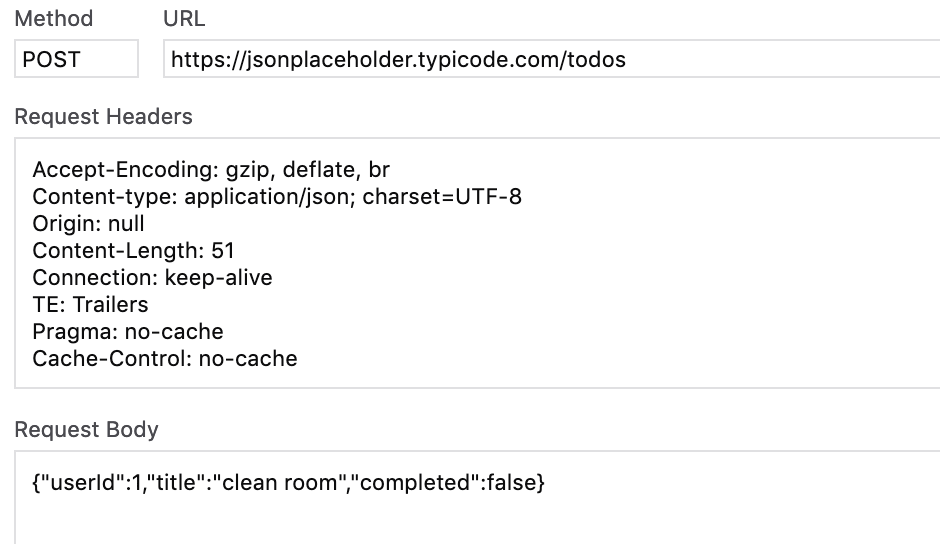 Method URL
POST https://jsonplaceholder.typicode.com/todos
Request Headers
Accept-Encoding: gzip, deflate, br
Content-type: application/json; charset=UTF-8
Origin: null
Content-Length: 51
Connection: keep-alive
TE: Trailers
Pragma: no-cache
Cache-Control: no-cache
Request Body
{"userId":1,"title":"clean room","completed":false}